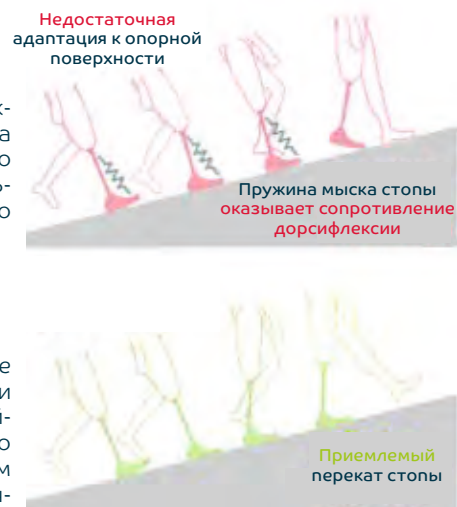 Недостаточная
адаптация к опорной
поверхности
к-
а
о
ь-
о
Пружина мыска стопы
оказывает сопротивление
дорсифлексии
е
и
й-
о
м
и-
Приемлемый
перекат стопы